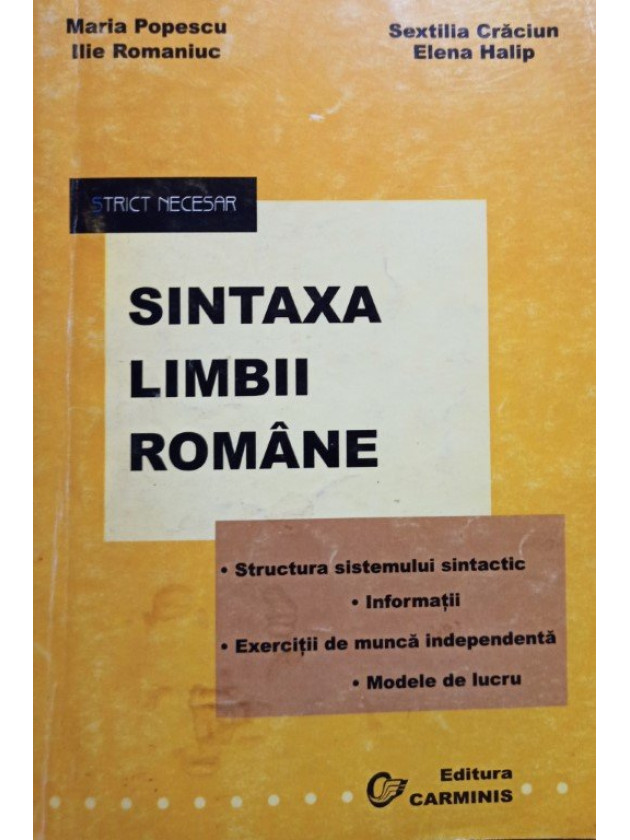 Maria Popescu
Ilie Romaniuc
Sextilia Crăciun
Elena Halip
STRICT NECESAR
SINTAXA
LIMBII
ROMÂNE
• Structura sistemului sintactic
• Informații
• Exerciții de muncă independentă
• Modele de lucru
Editura
CARMINIS